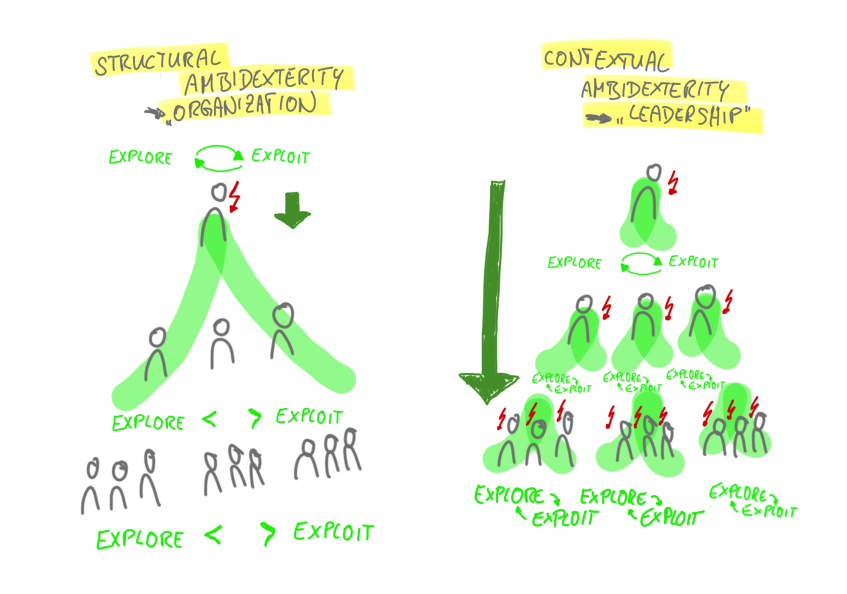 STRUCTURAL
AMBIDEXTERITY
→ „ORGANIZATION
EXPLORE EXPLOIT
EXPLORE < > EXPLOIT
EXPLORE < > EXPLOIT
CONTEXTUAL
AMBIDEXTERITY
→ „LEADERSHIP"
EXPLORE EXPLOIT
EXPLORE EXPLORE EXPLORE
EXPLOIT EXPLOIT EXPLOIT
EXPLORE EXPLORE EXPLORE
EXPLOIT EXPLOIT EXPLOIT